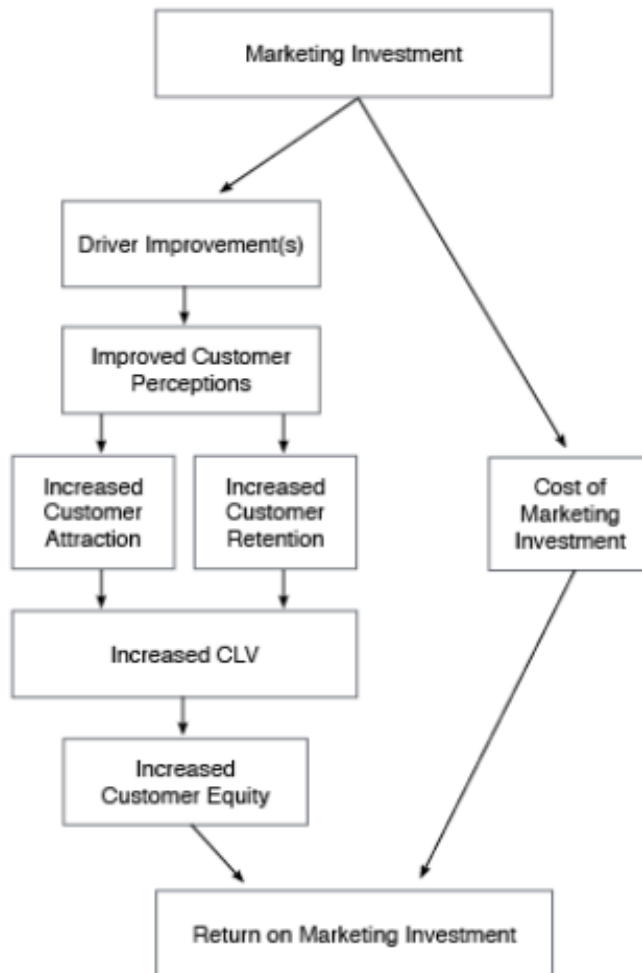 Marketing Investment
Driver Improvement(s)
Improved Customer
Perceptions
Increased
Customer
Attraction
Increased
Customer
Retention
Cost of
Marketing
Investment
Increased CLV
Increased
Customer Equity
Return on Marketing Investment